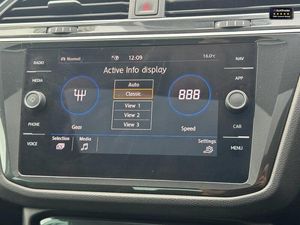 RADIO
MEDIA
PHONE
VOICE
Normal
12:09
16.0°C
Active Info display
Auto
Classic
View 1
View 2
View 3
888
Gear
Speed
Selection
Media
Settings
NAV
APP
CAR
MENU